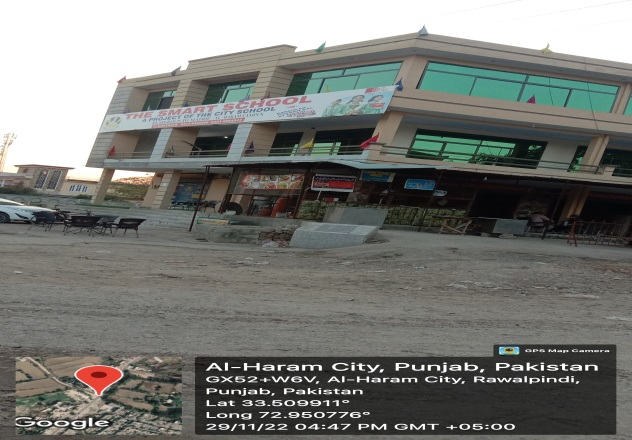 THE SMART SCHOOL
A PROJECT OF THE CITY SCHOOL
GPS Map Camera
Al-Haram City, Punjab, Pakistan
GX52+W6V, Al-Haram City, Rawalpindi,
Punjab, Pakistan
Lat 33.509911°
Long 72.950776°
29/11/22 04:47 PM GMT +05:00
Google